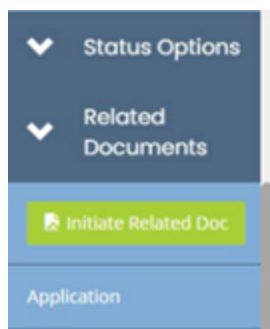 Status Options
Related
Documents
Initiate Related Doc
Application